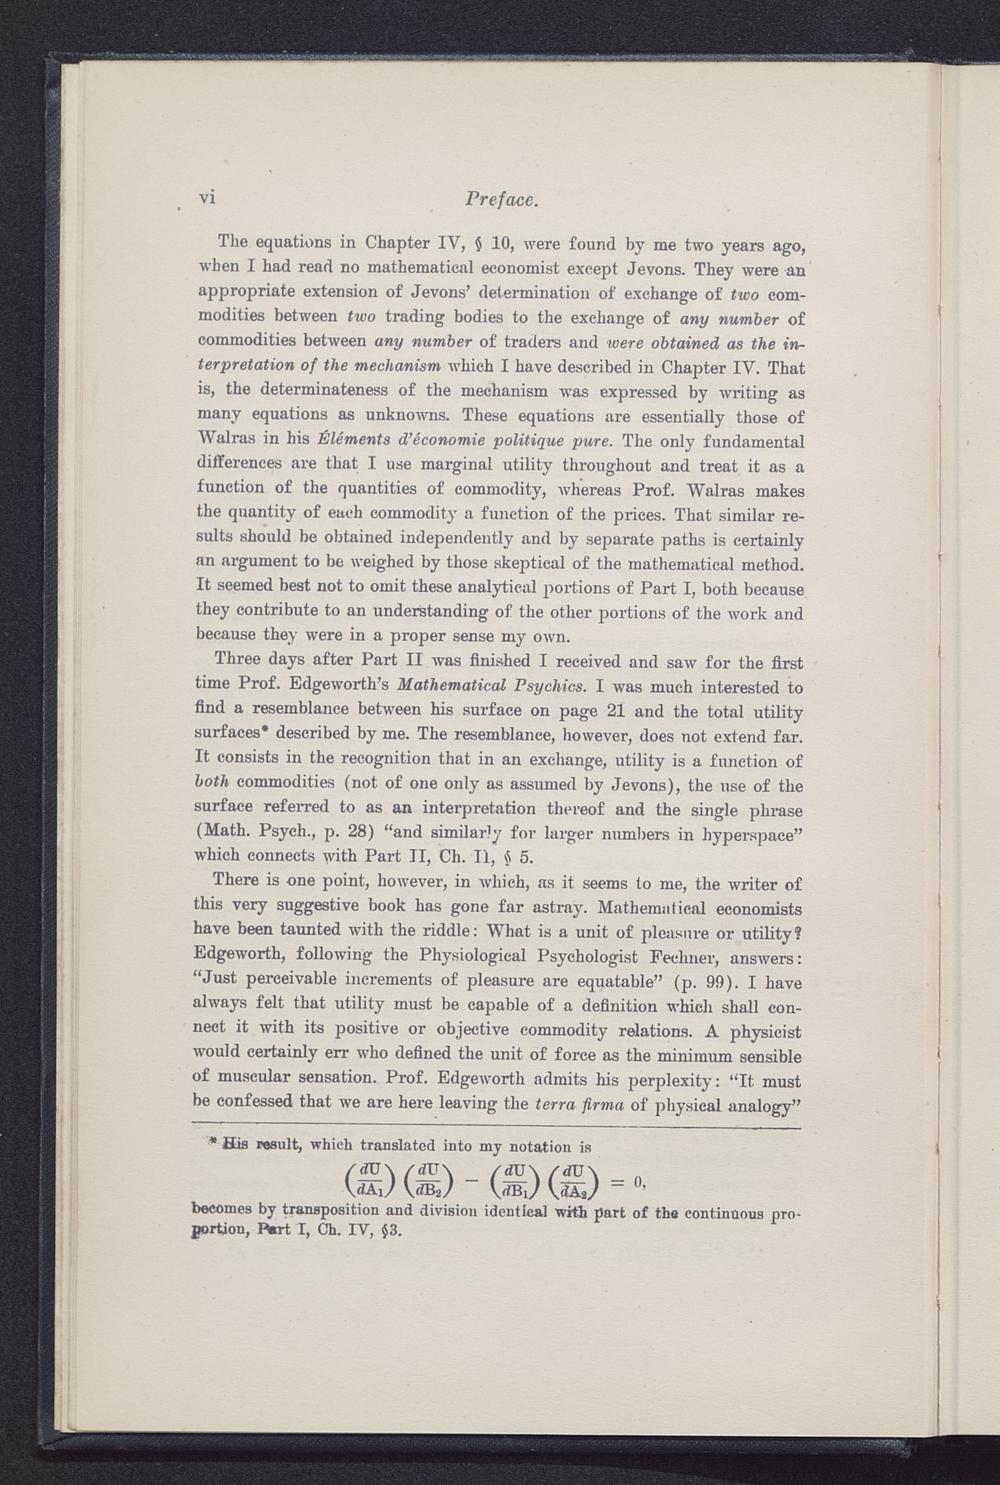 vi
Preface.
The equations in Chapter IV, § 10, were found by me two years ago,
when I had read no mathematical economist except Jevons. They were an
appropriate extension of Jevons' determination of exchange of two com-
modities between two trading bodies to the exchange of any number of
commodities between any number of traders and were obtained as the in-
terpretation of the mechanism which I have described in Chapter IV. That
is, the determinateness of the mechanism was expressed by writing as
many equations as unknowns. These equations are essentially those of
Walras in his Éléments d'économie politique pure. The only fundamental
differences are that I use marginal utility throughout and treat it as a
function of the quantities of commodity, whereas Prof. Walras makes
the quantity of each commodity a function of the prices. That similar re-
sults should be obtained independently and by separate paths is certainly
an argument to be weighed by those skeptical of the mathematical method.
It seemed best not to omit these analytical portions of Part I, both because
they contribute to an understanding of the other portions of the work and
because they were in a proper sense my own.
Three days after Part II was finished I received and saw for the first
time Prof. Edgeworth's Mathematical Psychics. I was much interested to
find a resemblance between his surface on page 21 and the total utility
surfaces* described by me. The resemblance, however, does not extend far.
It consists in the recognition that in an exchange, utility is a function of
both commodities (not of one only as assumed by Jevons), the use of the
surface referred to as an interpretation thereof and the single phrase
(Math. Psych., p. 28) "and similarly for larger numbers in hyperspace"
which connects with Part II, Ch. II, § 5.
There is one point, however, in which, as it seems to me, the writer of
this very suggestive book has gone far astray. Mathematical economists
have been taunted with the riddle: What is a unit of pleasure or utility?
Edgeworth, following the Physiological Psychologist Fechner, answers:
"Just perceivable increments of pleasure are equatable" (p. 99). I have
always felt that utility must be capable of a definition which shall con-
nect it with its positive or objective commodity relations. A physicist
would certainly err who defined the unit of force as the minimum sensible
of muscular sensation. Prof. Edgeworth admits his perplexity: "It must
be confessed that we are here leaving the terra firma of physical analogy"
* His result, which translated into my notation is
(dU/dA₁) (dU/dB₂) − (dU/dB₁) (dU/dA₂) = 0,
becomes by transposition and division identical with part of the continuous pro-
portion, Part I, Ch. IV, §3.